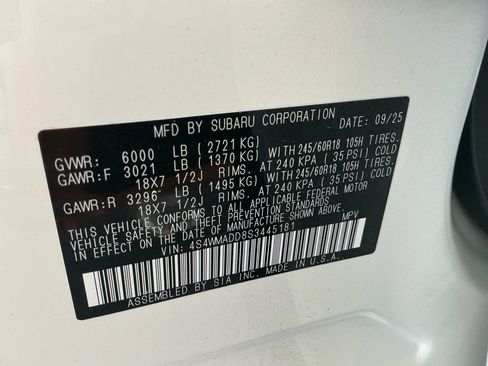 MFD BY SUBARU CORPORATION DATE: 09/25
GVWR: 6000 LB ( 2721 KG)
GAWR:F 3021 LB ( 1370 KG) WITH 245/60R18 105H TIRES.
18X7 1/2J RIMS. AT 240 KPA ( 35 PSI) COLD
GAWR:R 3296 LB ( 1495 KG) WITH 245/60R18 105H TIRES.
18X7 1/2J RIMS. AT 240 KPA ( 35 PSI) COLD
THIS VEHICLE CONFORMS TO ALL APPLICABLE FEDERAL MOTOR
VEHICLE SAFETY AND BUMPER STANDARDS IN EFFECT ON THE DATE
OF MANUFACTURE SHOWN ABOVE.
VIN: 4S4WMADD8S3445181 MPV
ASSEMBLED BY SIA INC. MADE IN U.S.A.